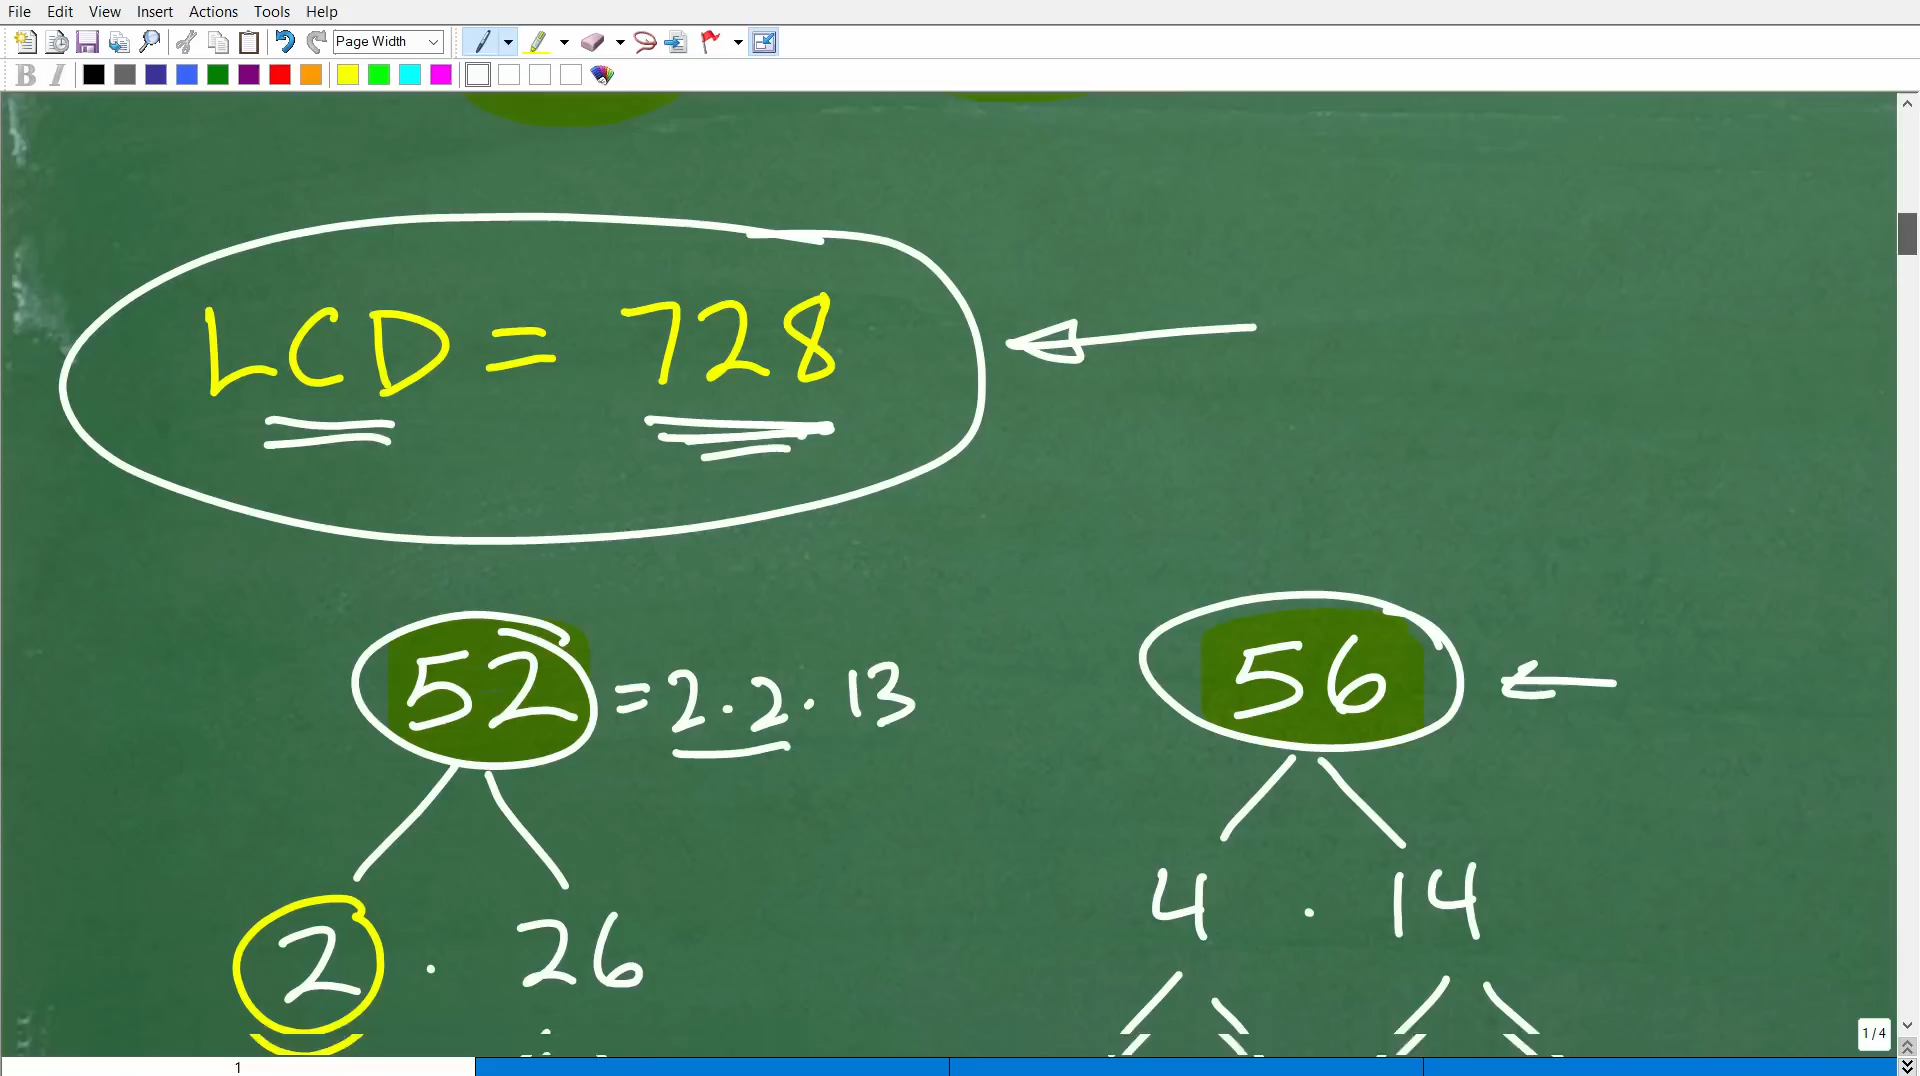 File Edit View Insert Actions Tools Help
Page Width
B I
LCD = 728
52 = 2 · 2 · 13
56
2 · 26
4 · 14
1 / 4
1